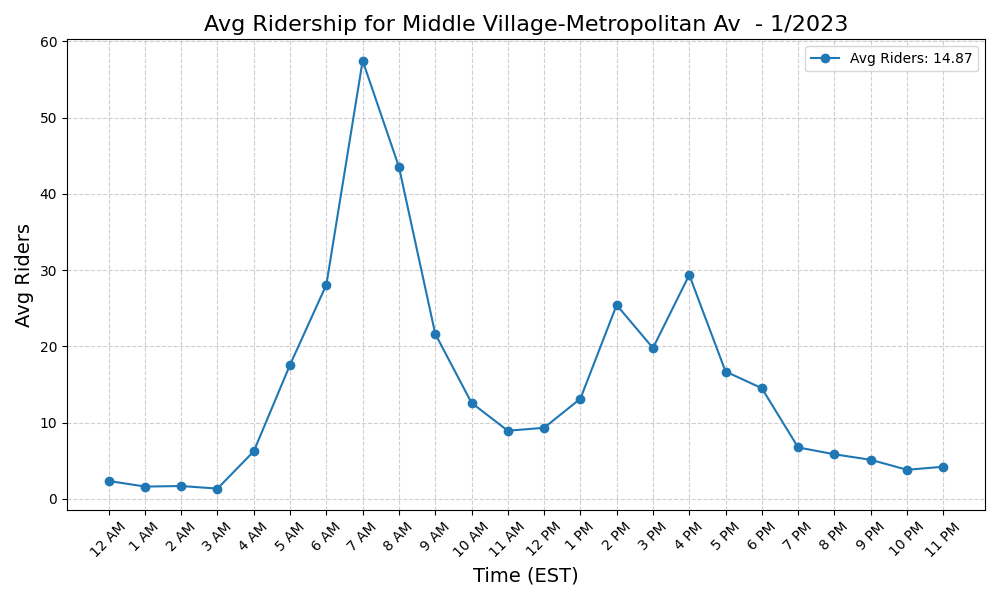 Avg Ridership for Middle Village-Metropolitan Av  - 1/2023
Avg Riders: 14.87
Avg Riders
60
50
40
30
20
10
0
12 AM
1 AM
2 AM
3 AM
4 AM
5 AM
6 AM
7 AM
8 AM
9 AM
10 AM
11 AM
12 PM
1 PM
2 PM
3 PM
4 PM
5 PM
6 PM
7 PM
8 PM
9 PM
10 PM
11 PM
Time (EST)